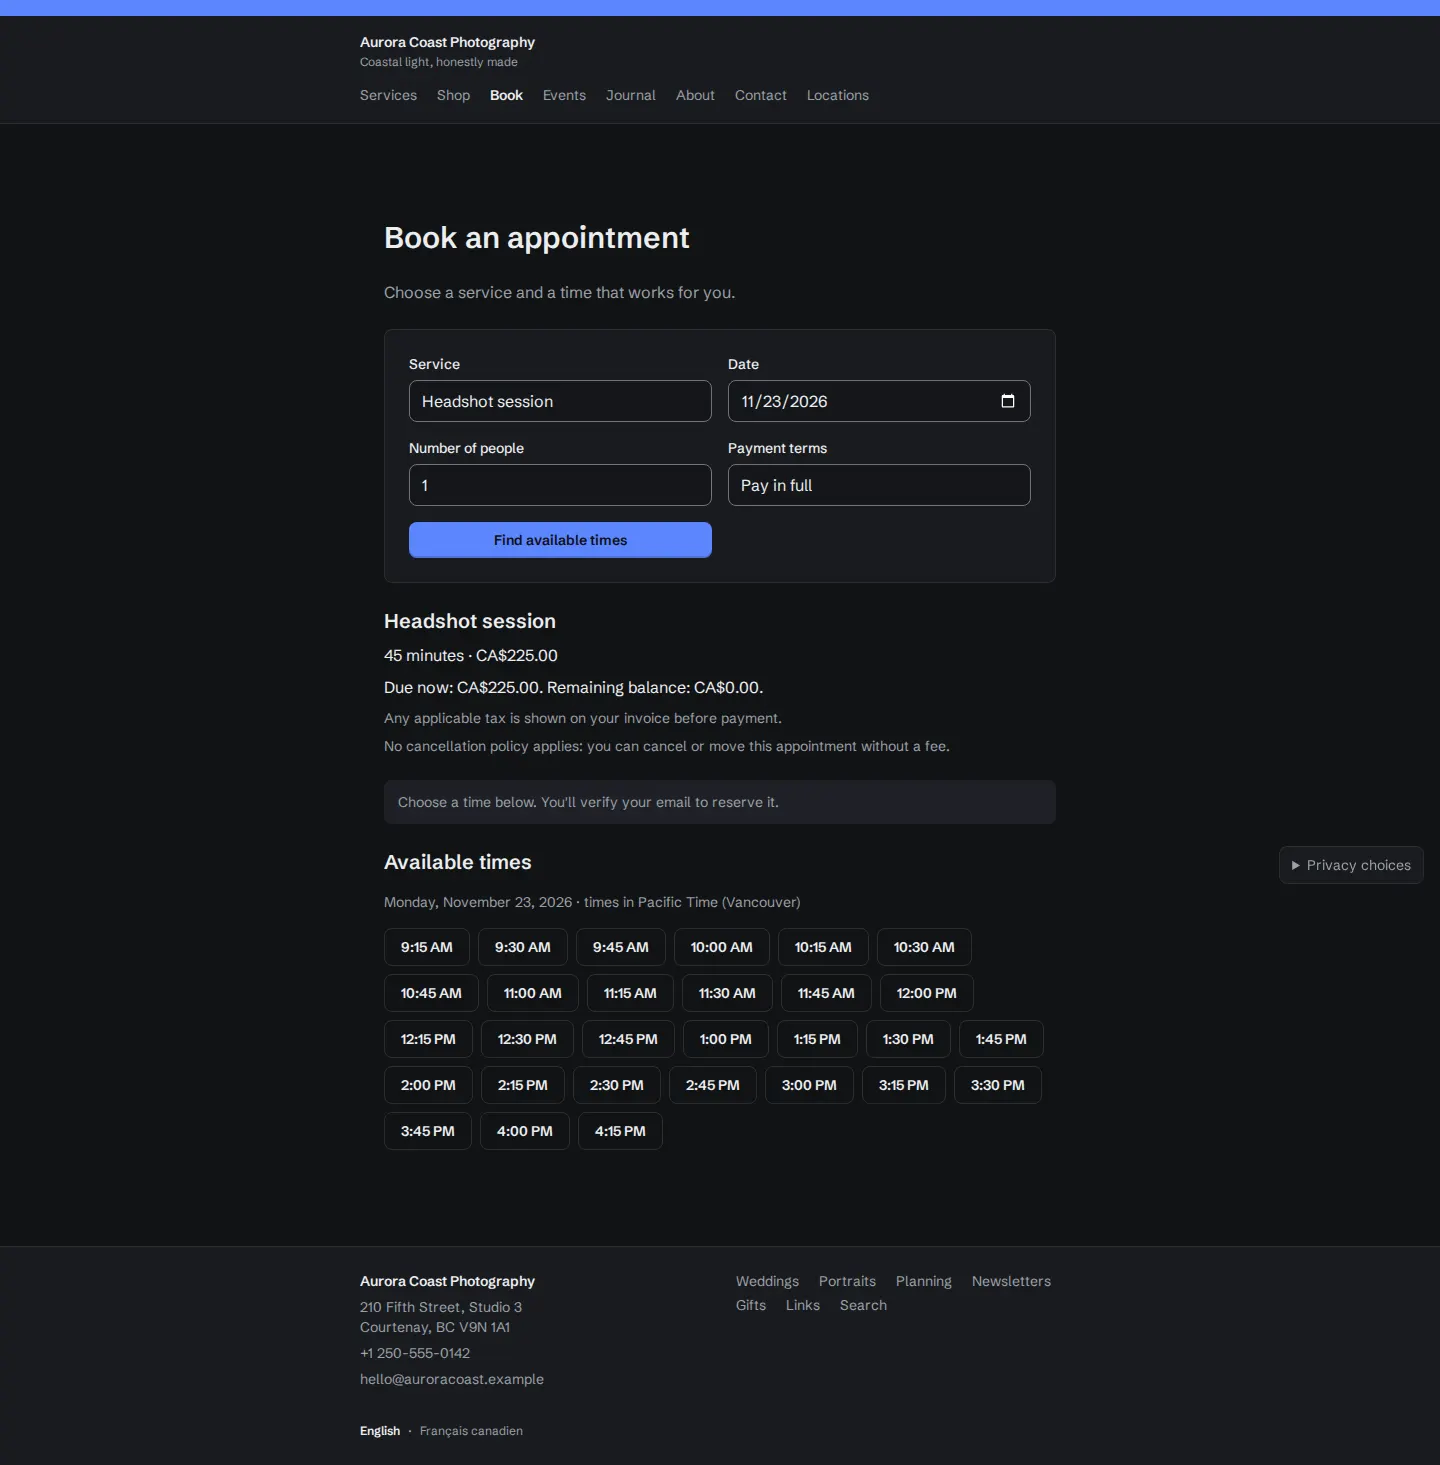 Aurora Coast Photography
Coastal light, honestly made
Services Shop Book Events Journal About Contact Locations
Book an appointment
Choose a service and a time that works for you.
Service Date
Headshot session 11/23/2026
Number of people Payment terms
1 Pay in full
Find available times
Headshot session
45 minutes · CA$225.00
Due now: CA$225.00. Remaining balance: CA$0.00.
Any applicable tax is shown on your invoice before payment.
No cancellation policy applies: you can cancel or move this appointment without a fee.
Choose a time below. You'll verify your email to reserve it.
Available times
Privacy choices
Monday, November 23, 2026 · times in Pacific Time (Vancouver)
9:15 AM 9:30 AM 9:45 AM 10:00 AM 10:15 AM 10:30 AM
10:45 AM 11:00 AM 11:15 AM 11:30 AM 11:45 AM 12:00 PM
12:15 PM 12:30 PM 12:45 PM 1:00 PM 1:15 PM 1:30 PM 1:45 PM
2:00 PM 2:15 PM 2:30 PM 2:45 PM 3:00 PM 3:15 PM 3:30 PM
3:45 PM 4:00 PM 4:15 PM
Aurora Coast Photography
210 Fifth Street, Studio 3
Courtenay, BC V9N 1A1
+1 250-555-0142
hello@auroracoast.example
Weddings Portraits Planning Newsletters
Gifts Links Search
English · Français canadien